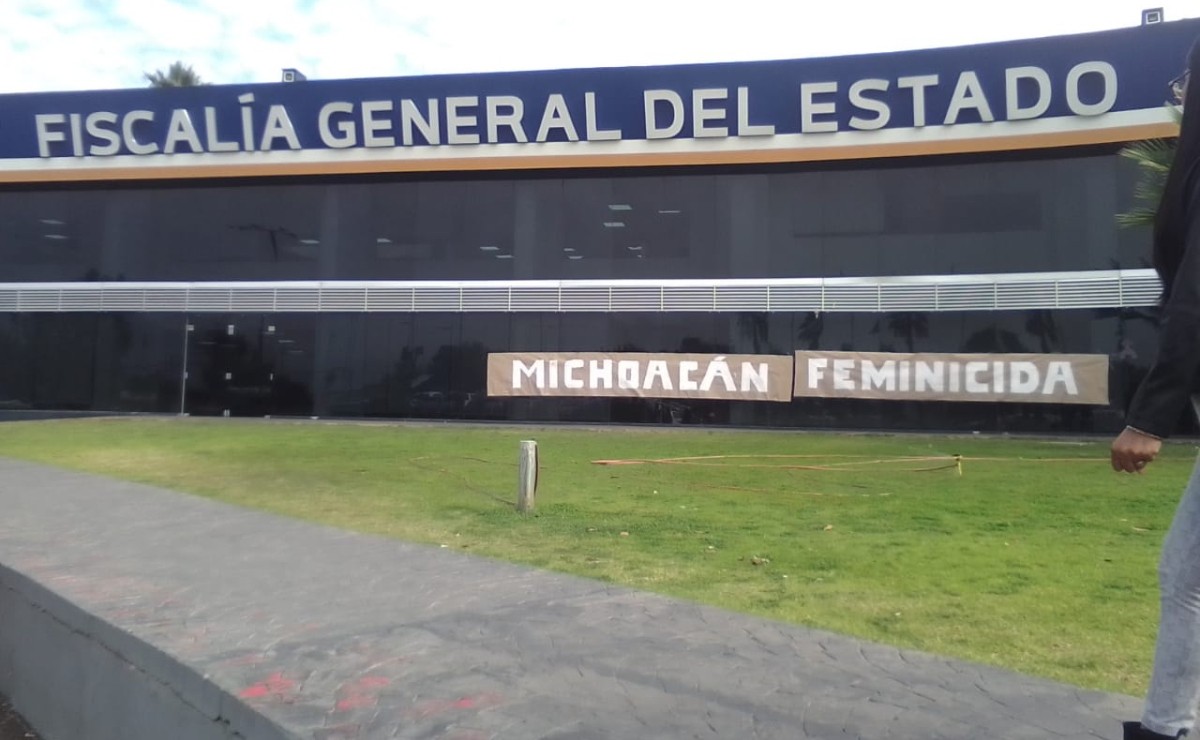 FISCALÍA GENERAL DEL ESTADO
MICHOACÁN FEMINICIDA